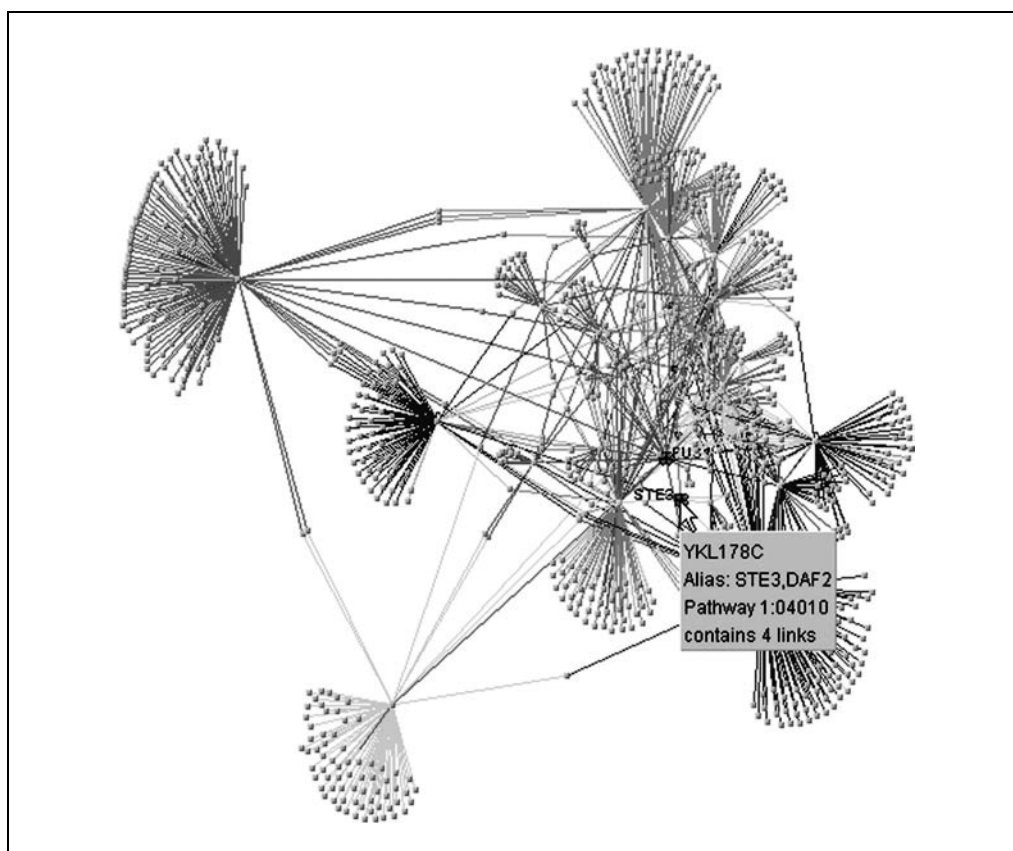 STE3
YKL178C
Alias: STE3,DAF2
Pathway 1:04010
contains 4 links